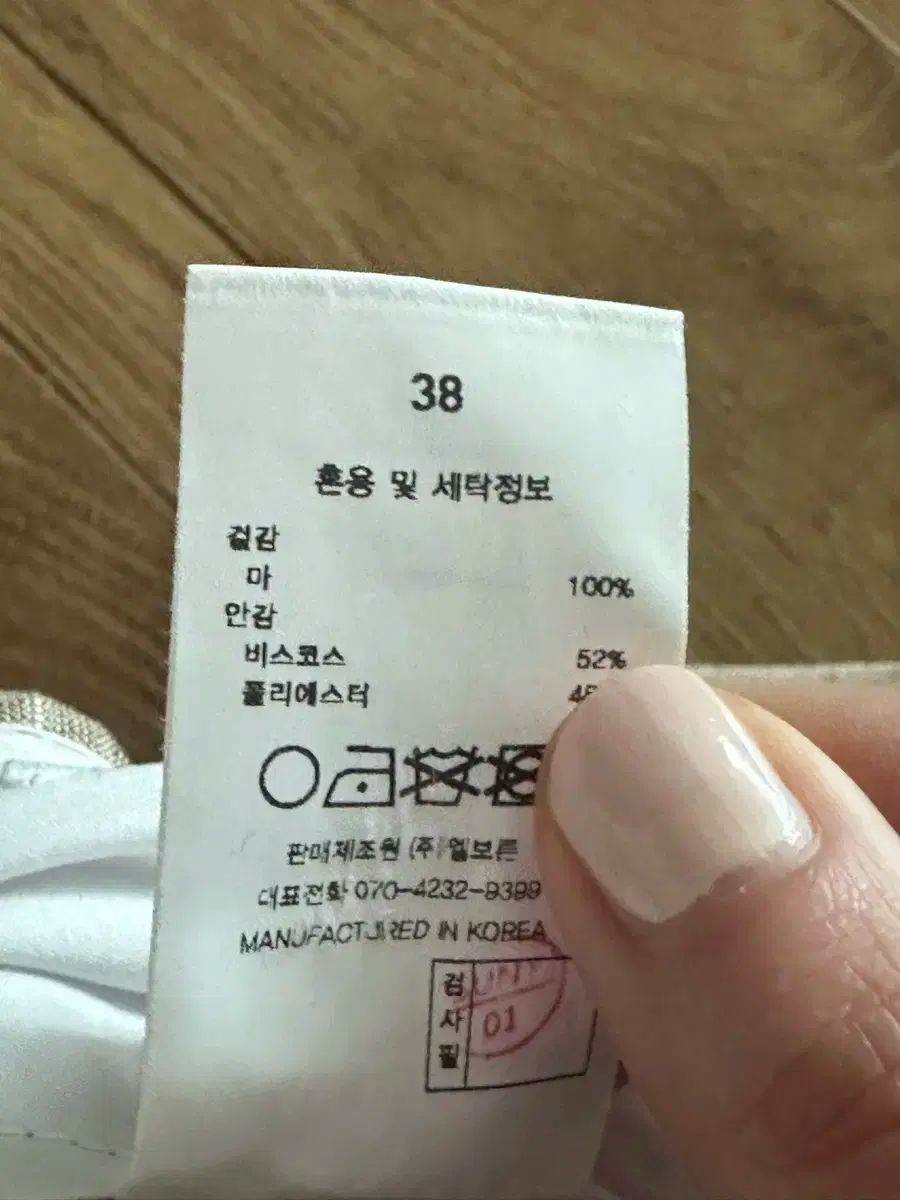 38
혼용 및 세탁정보
겉감
마 100%
안감
비스코스 52%
폴리에스터
판매제조원 (주)엘보른
대표전화 070-4232-9399
MANUFACTURED IN KOREA
검사필
01